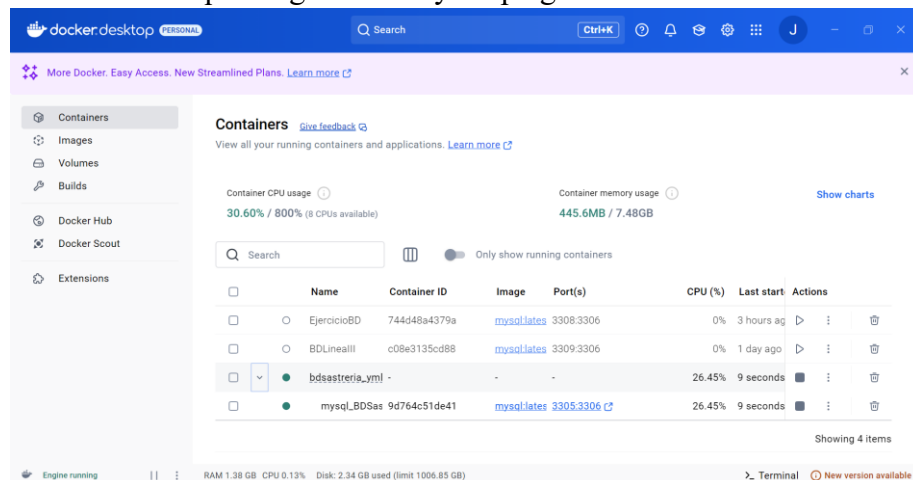 docker.desktop PERSONAL Search Ctrl+K J
More Docker. Easy Access. New Streamlined Plans. Learn more
Containers
Images
Volumes
Builds
Docker Hub
Docker Scout
Extensions
Containers Give feedback
View all your running containers and applications. Learn more
Container CPU usage
30.60% / 800% (8 CPUs available)
Container memory usage
445.6MB / 7.48GB
Show charts
Search Only show running containers
Name Container ID Image Port(s) CPU (%) Last start Actions
EjercicioBD 744d48a4379a mysql:lates 3308:3306 0% 3 hours ag
BDLinealII c08e3135cd88 mysql:lates 3309:3306 0% 1 day ago
bdsastreria_yml - - - 26.45% 9 seconds
mysql_BDSas 9d764c51de41 mysql:lates 3305:3306 26.45% 9 seconds
Showing 4 items
Engine running RAM 1.38 GB CPU 0.13% Disk: 2.34 GB used (limit 1006.85 GB) >_ Terminal New version available